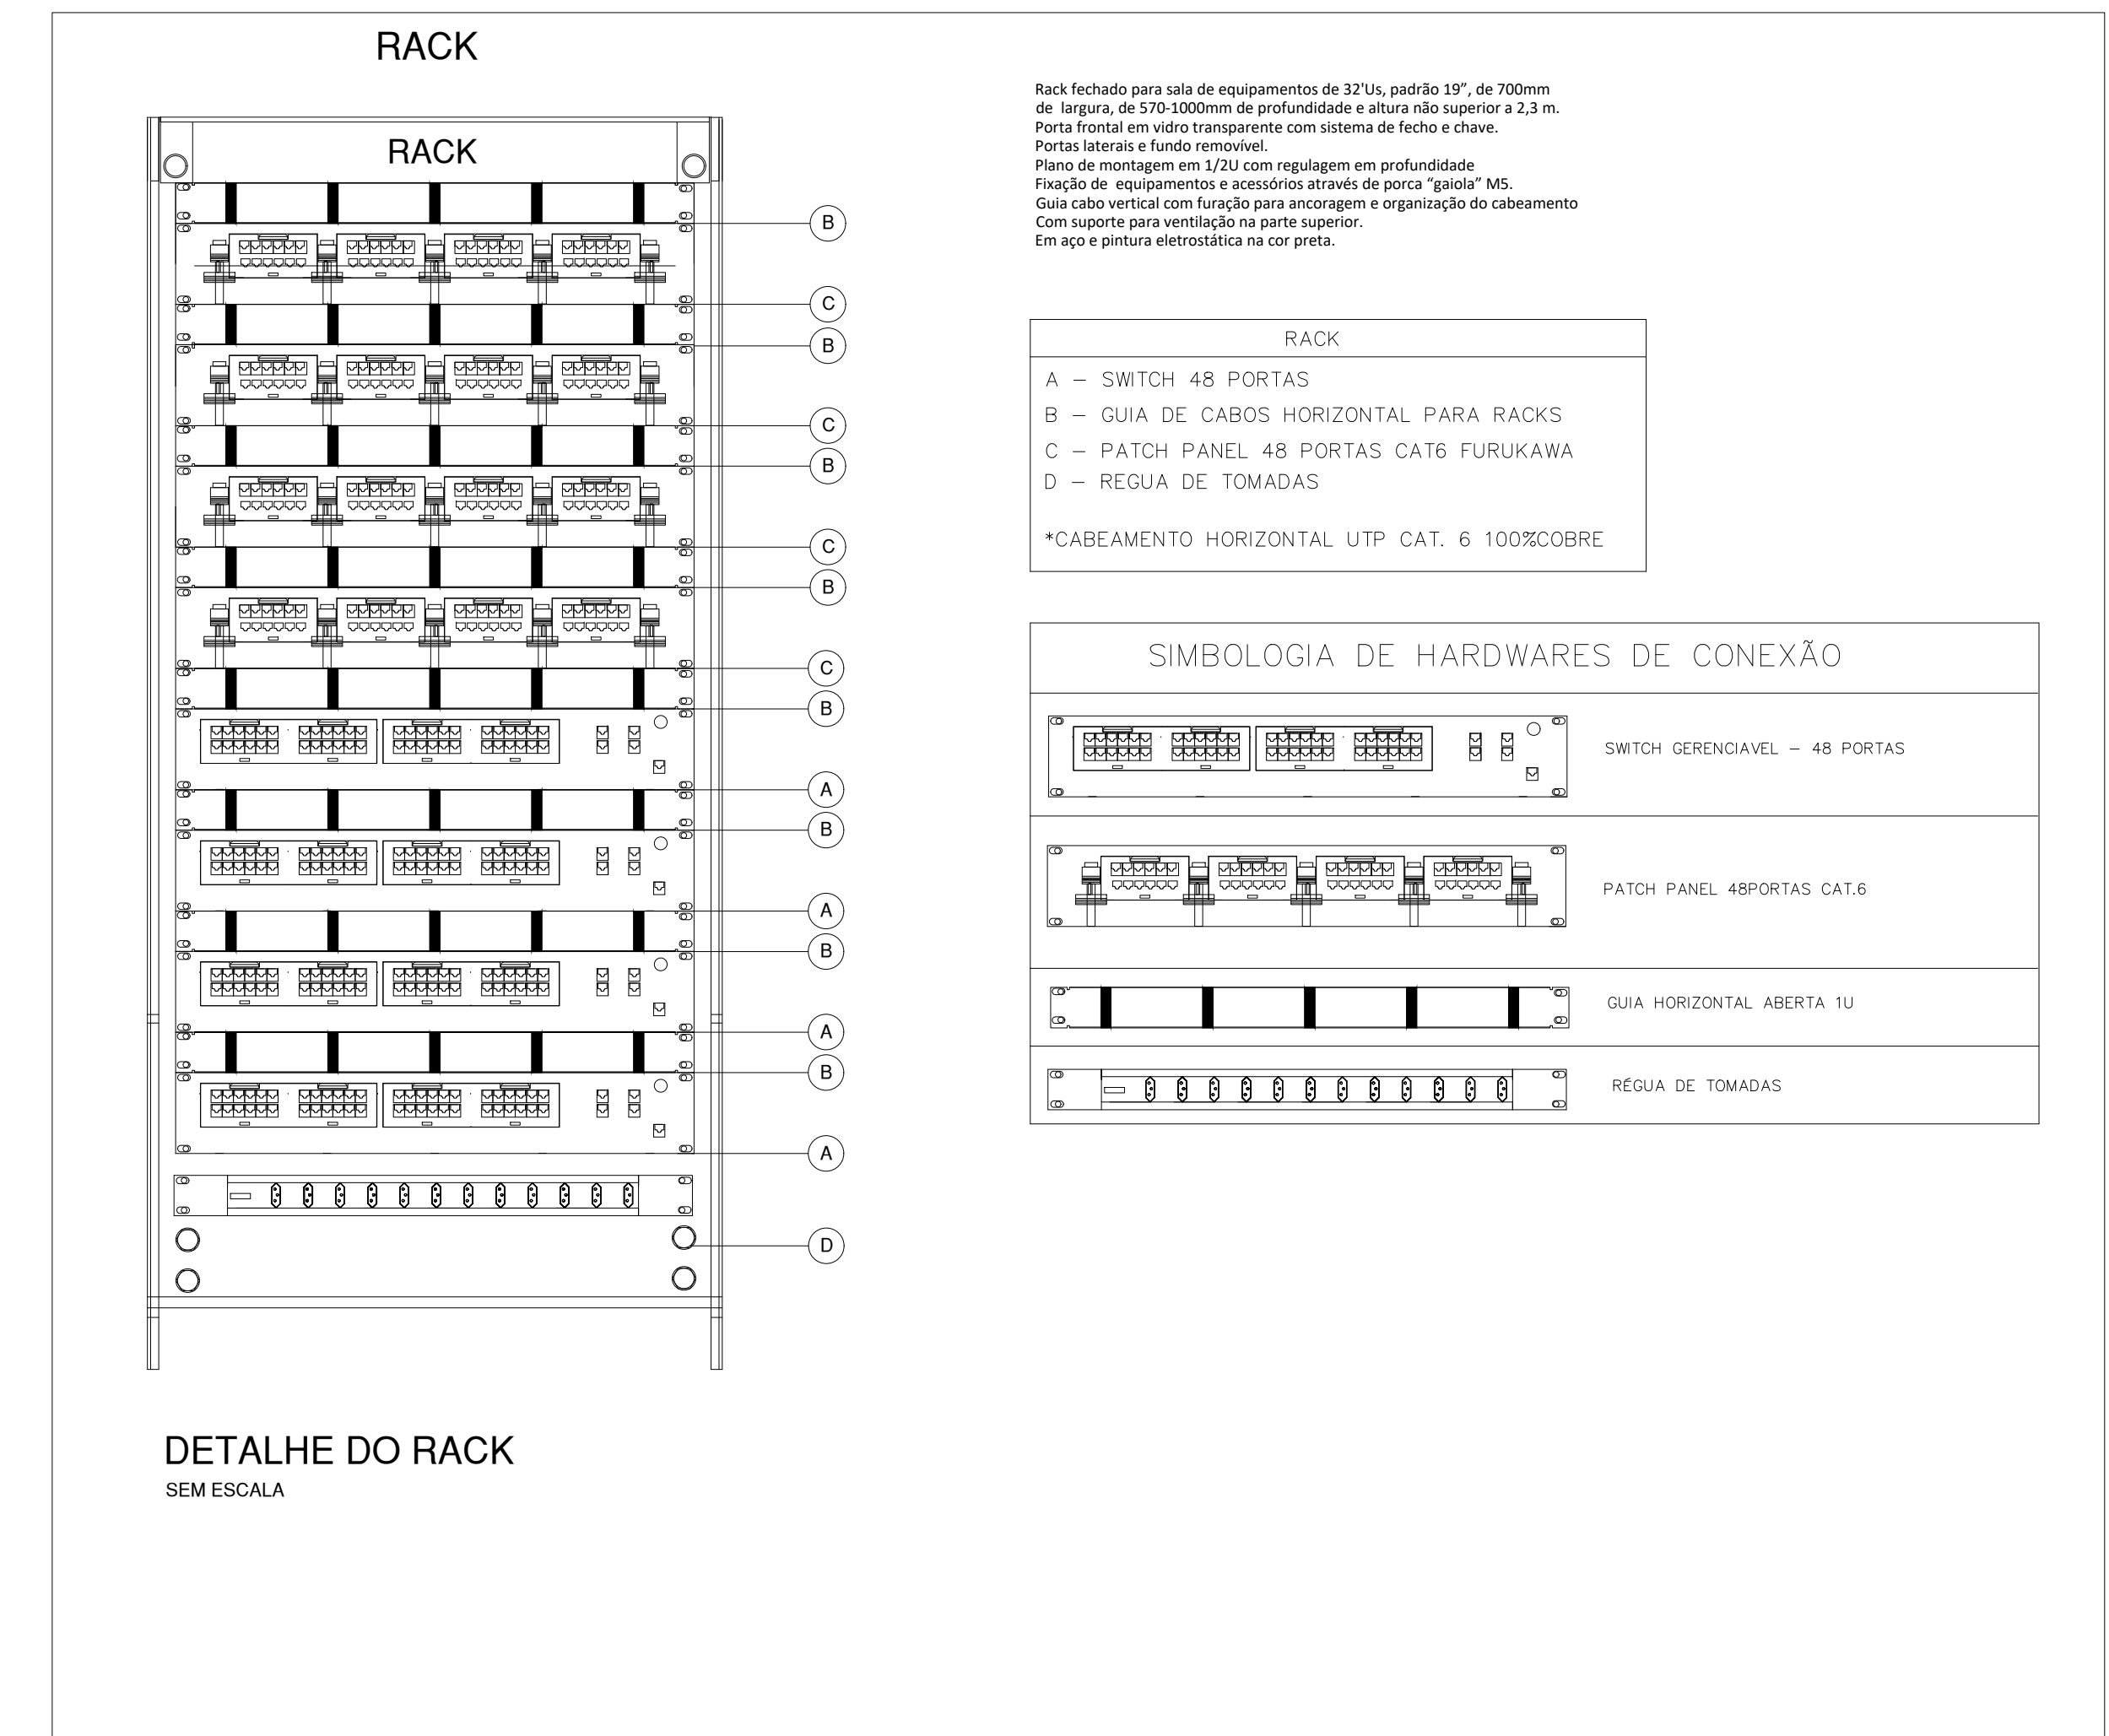 RACK
RACK
B
C
B
C
B
C
B
C
B
A
B
A
B
A
B
A
D
DETALHE DO RACK
SEM ESCALA
Rack fechado para sala de equipamentos de 32'Us, padrão 19”, de 700mm
de largura, de 570-1000mm de profundidade e altura não superior a 2,3 m.
Porta frontal em vidro transparente com sistema de fecho e chave.
Portas laterais e fundo removível.
Plano de montagem em 1/2U com regulagem em profundidade
Fixação de equipamentos e acessórios através de porca “gaiola” M5.
Guia cabo vertical com furação para ancoragem e organização do cabeamento
Com suporte para ventilação na parte superior.
Em aço e pintura eletrostática na cor preta.
RACK
A – SWITCH 48 PORTAS
B – GUIA DE CABOS HORIZONTAL PARA RACKS
C – PATCH PANEL 48 PORTAS CAT6 FURUKAWA
D – REGUA DE TOMADAS
*CABEAMENTO HORIZONTAL UTP CAT. 6 100%COBRE
SIMBOLOGIA DE HARDWARES DE CONEXÃO
SWITCH GERENCIAVEL – 48 PORTAS
PATCH PANEL 48PORTAS CAT.6
GUIA HORIZONTAL ABERTA 1U
RÉGUA DE TOMADAS